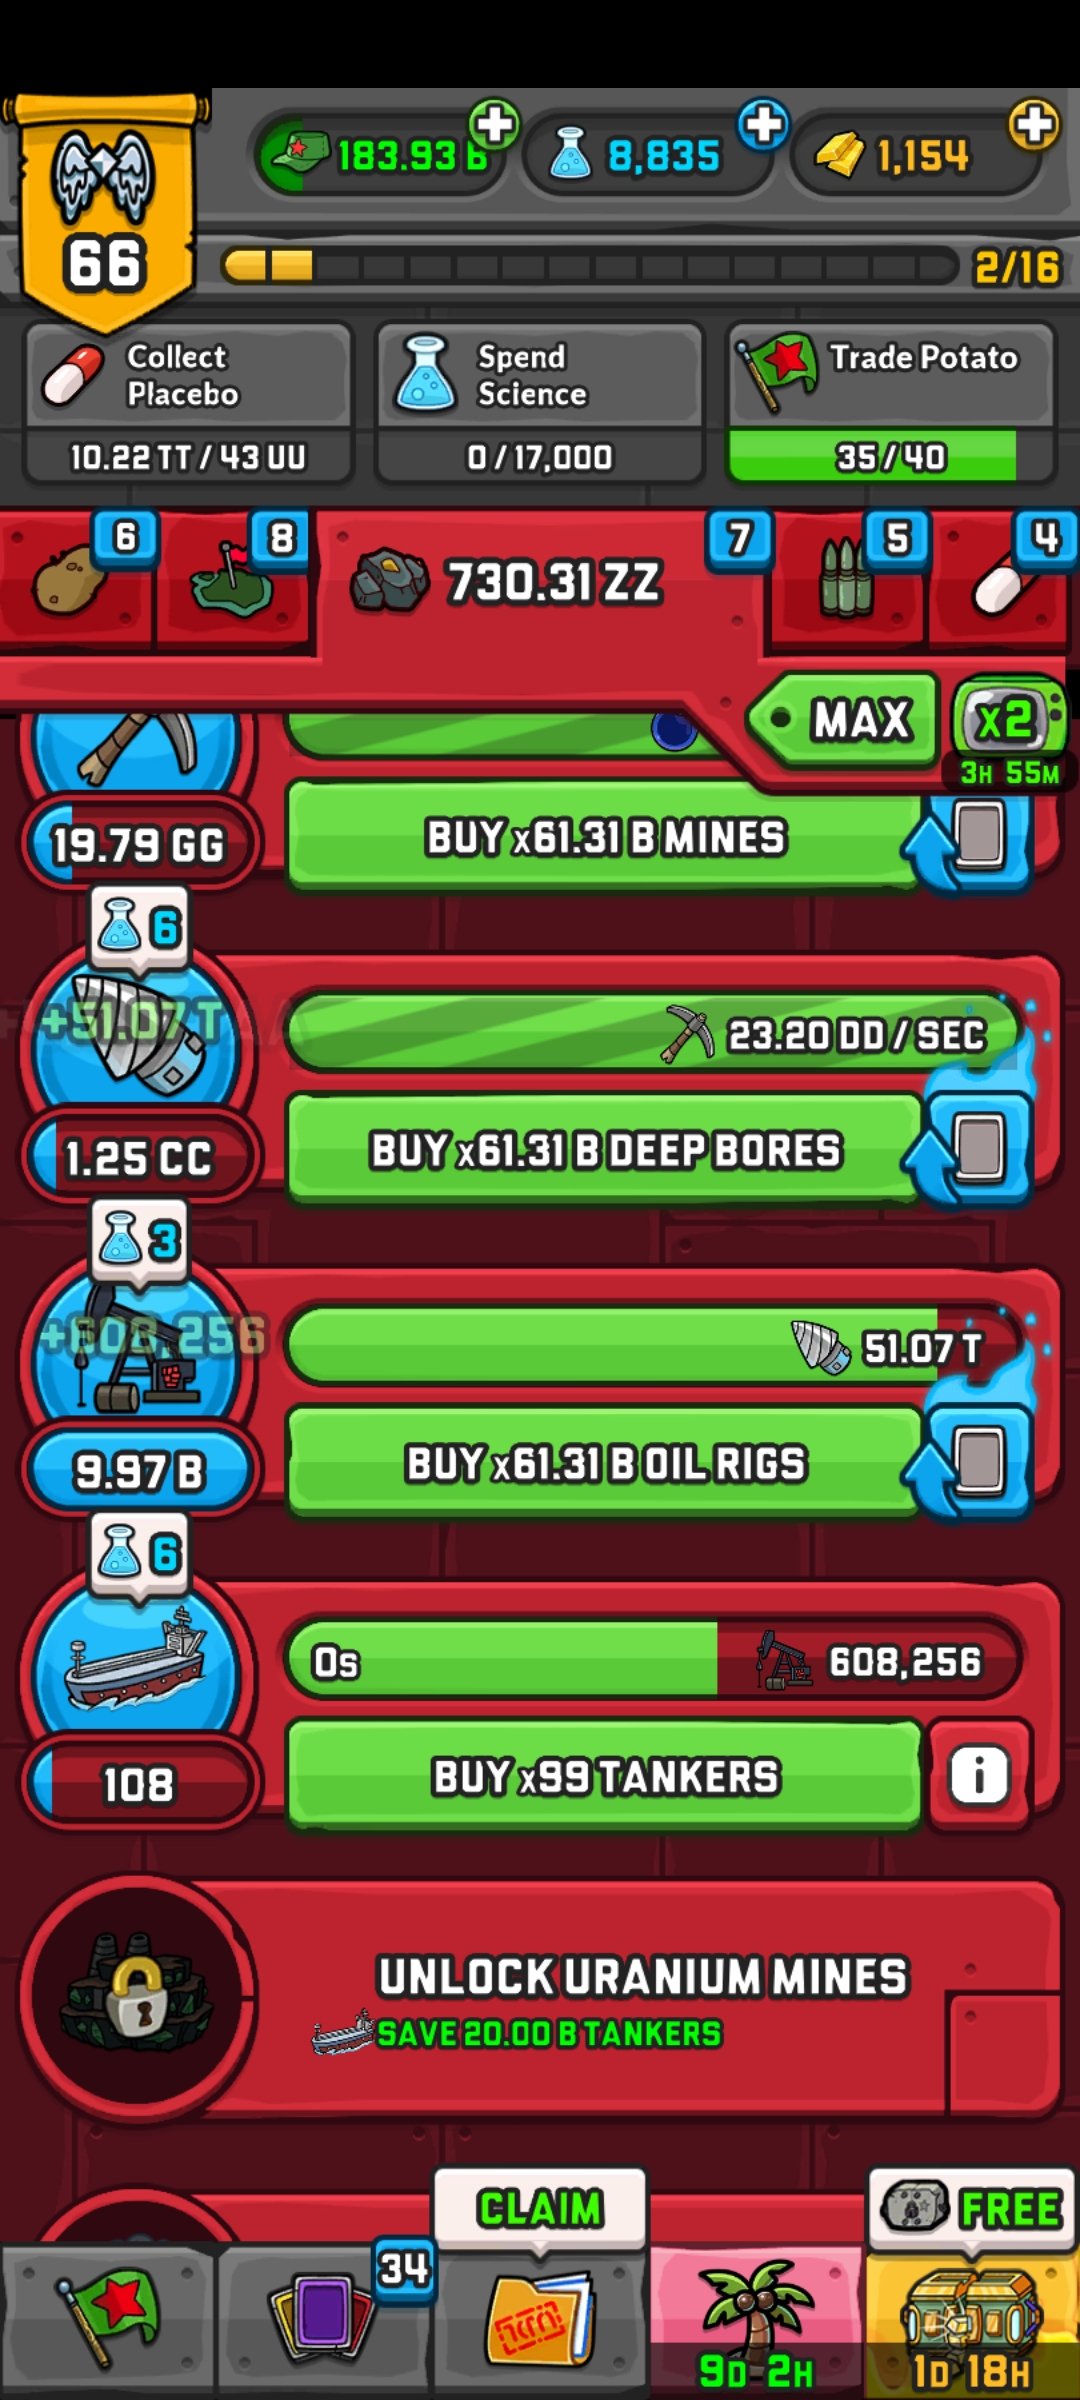 183.93 B
8,835
1,154
66
2/16
Collect
Placebo
10.22 TT / 43 UU
Spend
Science
0 / 17,000
Trade Potato
35 / 40
6
8
730.31 ZZ
7
5
4
MAX
x2
3H 55M
19.79 GG
BUY x61.31 B MINES
6
+51.07 T
23.20 DD / SEC
1.25 CC
BUY x61.31 B DEEP BORES
3
+608,256
51.07 T
9.97 B
BUY x61.31 B OIL RIGS
6
0s
608,256
108
BUY x99 TANKERS
i
UNLOCK URANIUM MINES
SAVE 20.00 B TANKERS
CLAIM
FREE
34
9D 2H
1D 18H